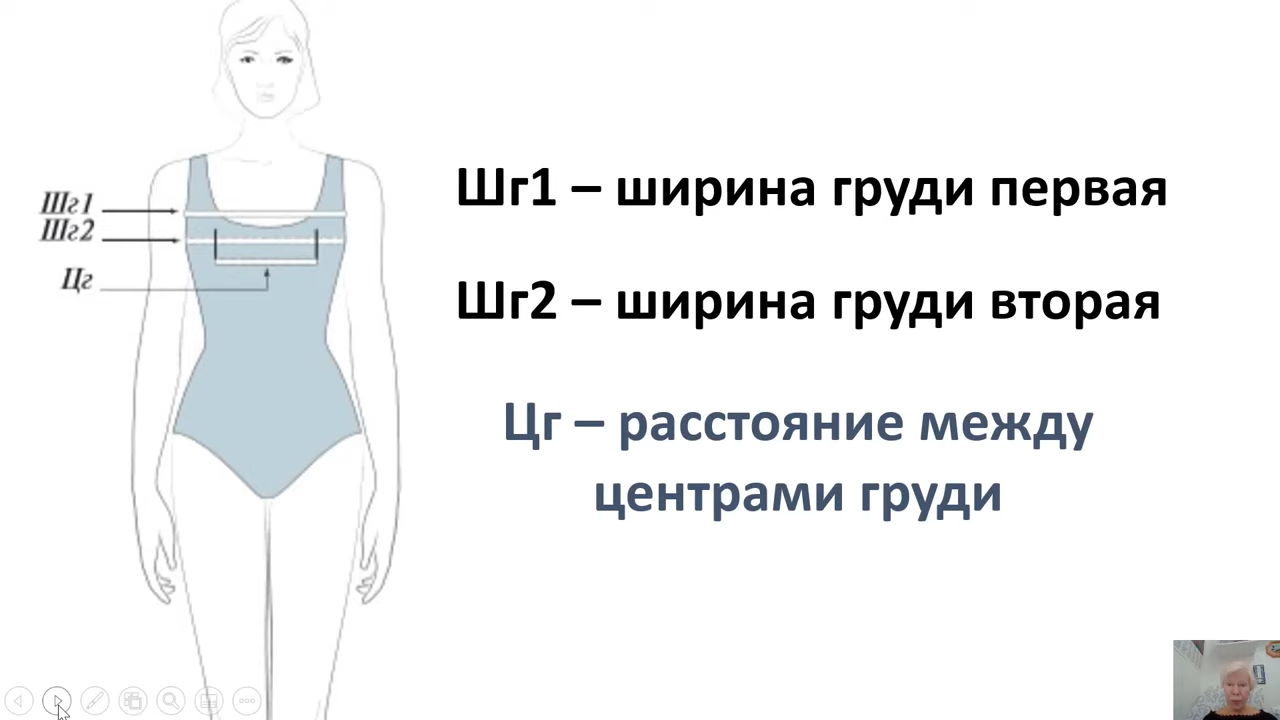 Шг1
Шг2
Цг
Шг1 – ширина груди первая
Шг2 – ширина груди вторая
Цг – расстояние между
центрами груди